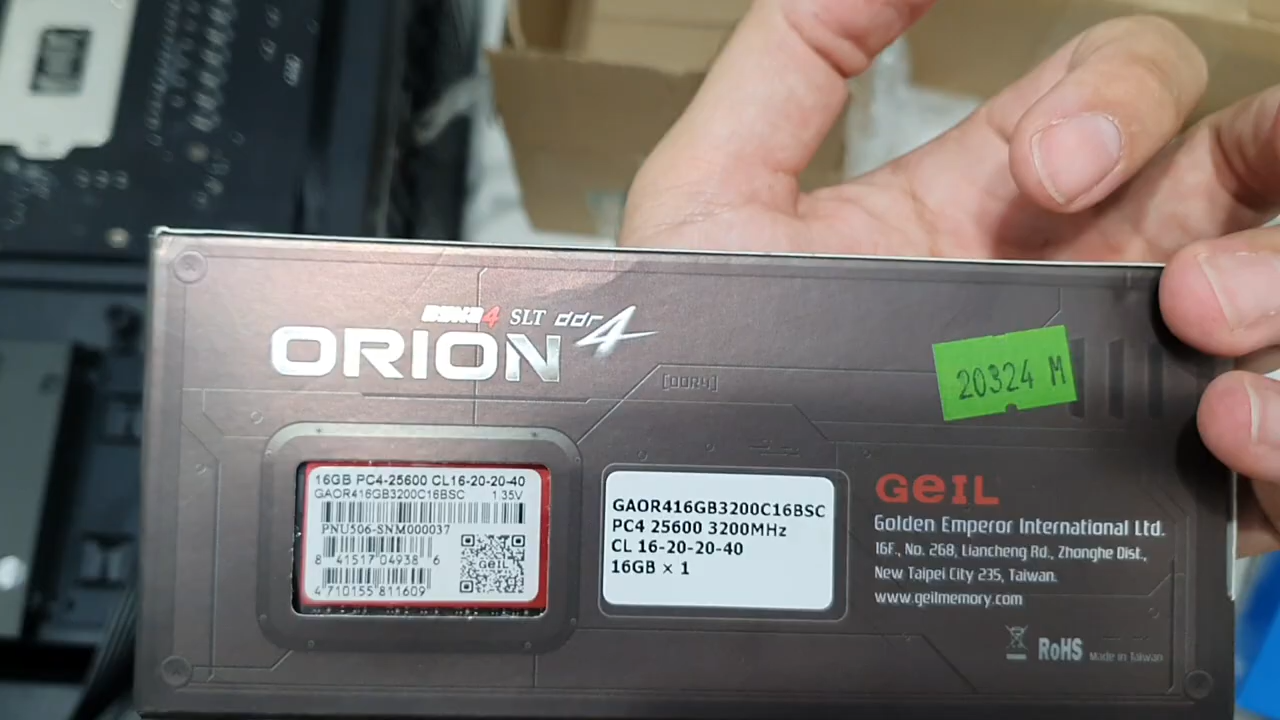 SLT ddr4
ORION
[DDR4]
20324 M
16GB PC4-25600 CL16-20-20-40
GAOR416GB3200C16BSC 1.35V
PNU506-SNM000037
8 41517 04938 6
GeIL
4 710155 811609
GAOR416GB3200C16BSC
PC4 25600 3200MHz
CL 16-20-20-40
16GB × 1
GeIL
Golden Emperor International Ltd.
16F., No. 268, Liancheng Rd., Zhonghe Dist.,
New Taipei City 235, Taiwan.
www.geilmemory.com
RoHS Made in Taiwan